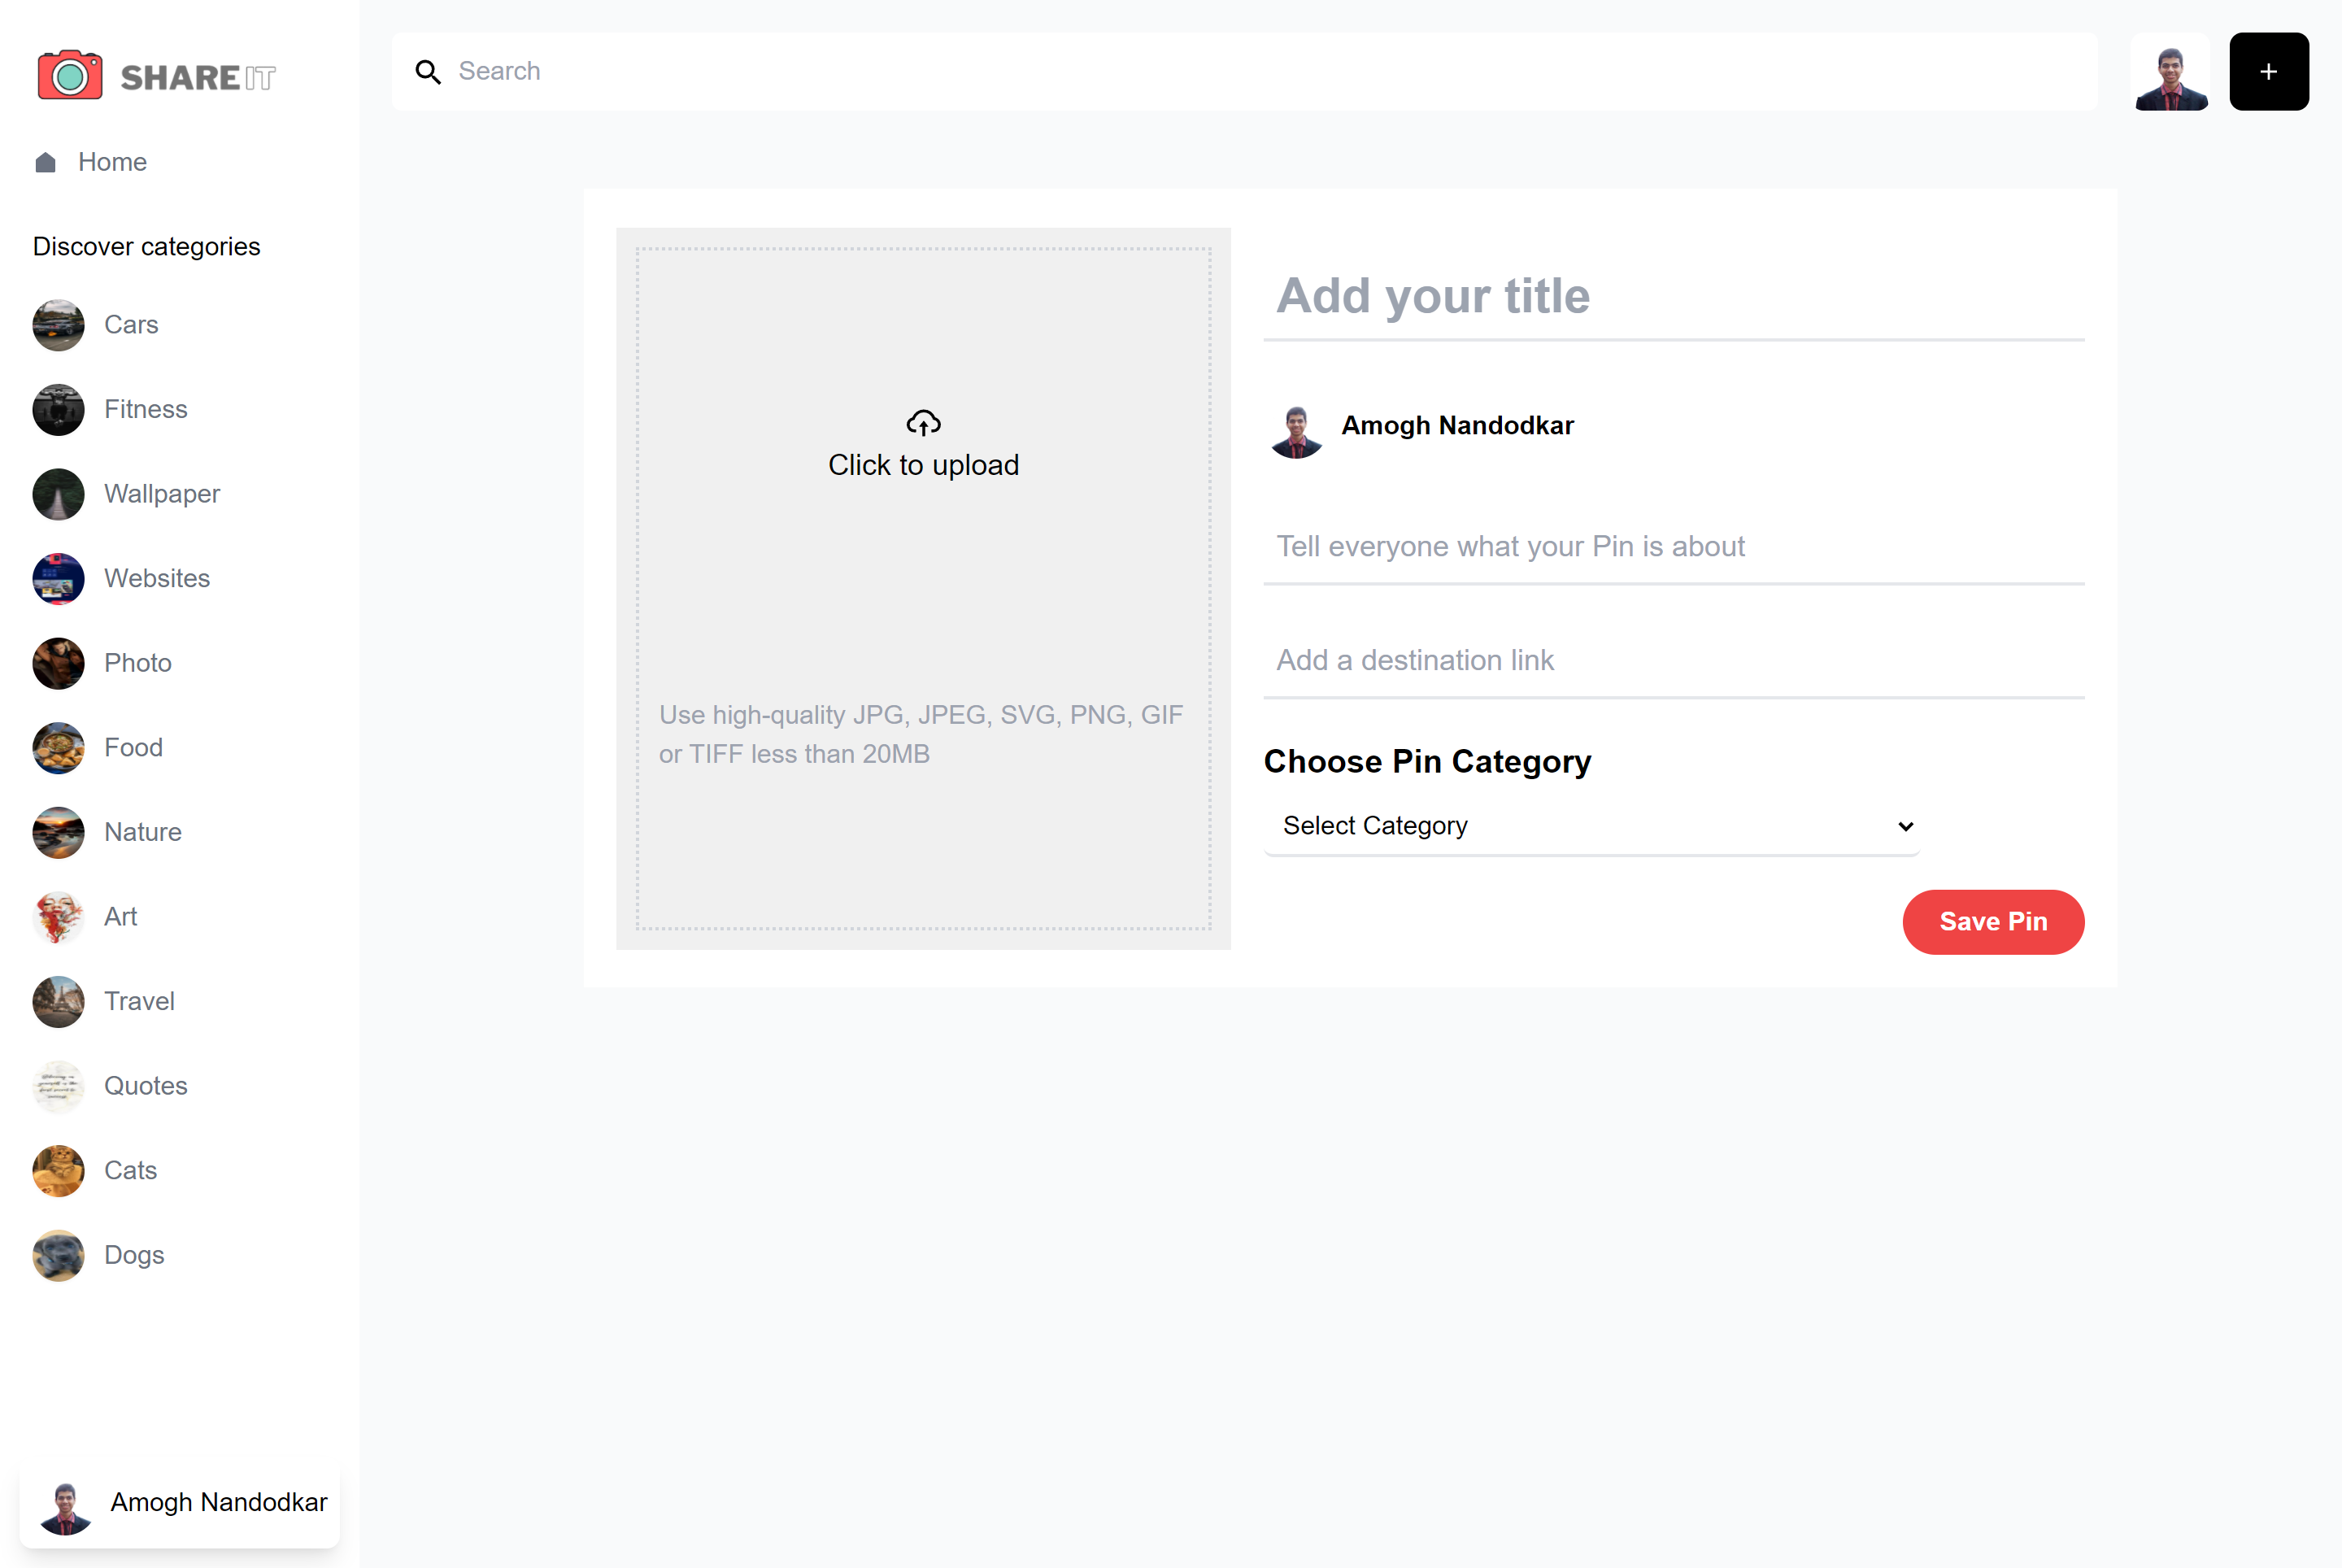 SHARE IT
Home
Discover categories
Cars
Fitness
Wallpaper
Websites
Photo
Food
Nature
Art
Travel
Quotes
Cats
Dogs
Amogh Nandodkar
Search
+
Click to upload
Use high-quality JPG, JPEG, SVG, PNG, GIF
or TIFF less than 20MB
Add your title
Amogh Nandodkar
Tell everyone what your Pin is about
Add a destination link
Choose Pin Category
Select Category
Save Pin